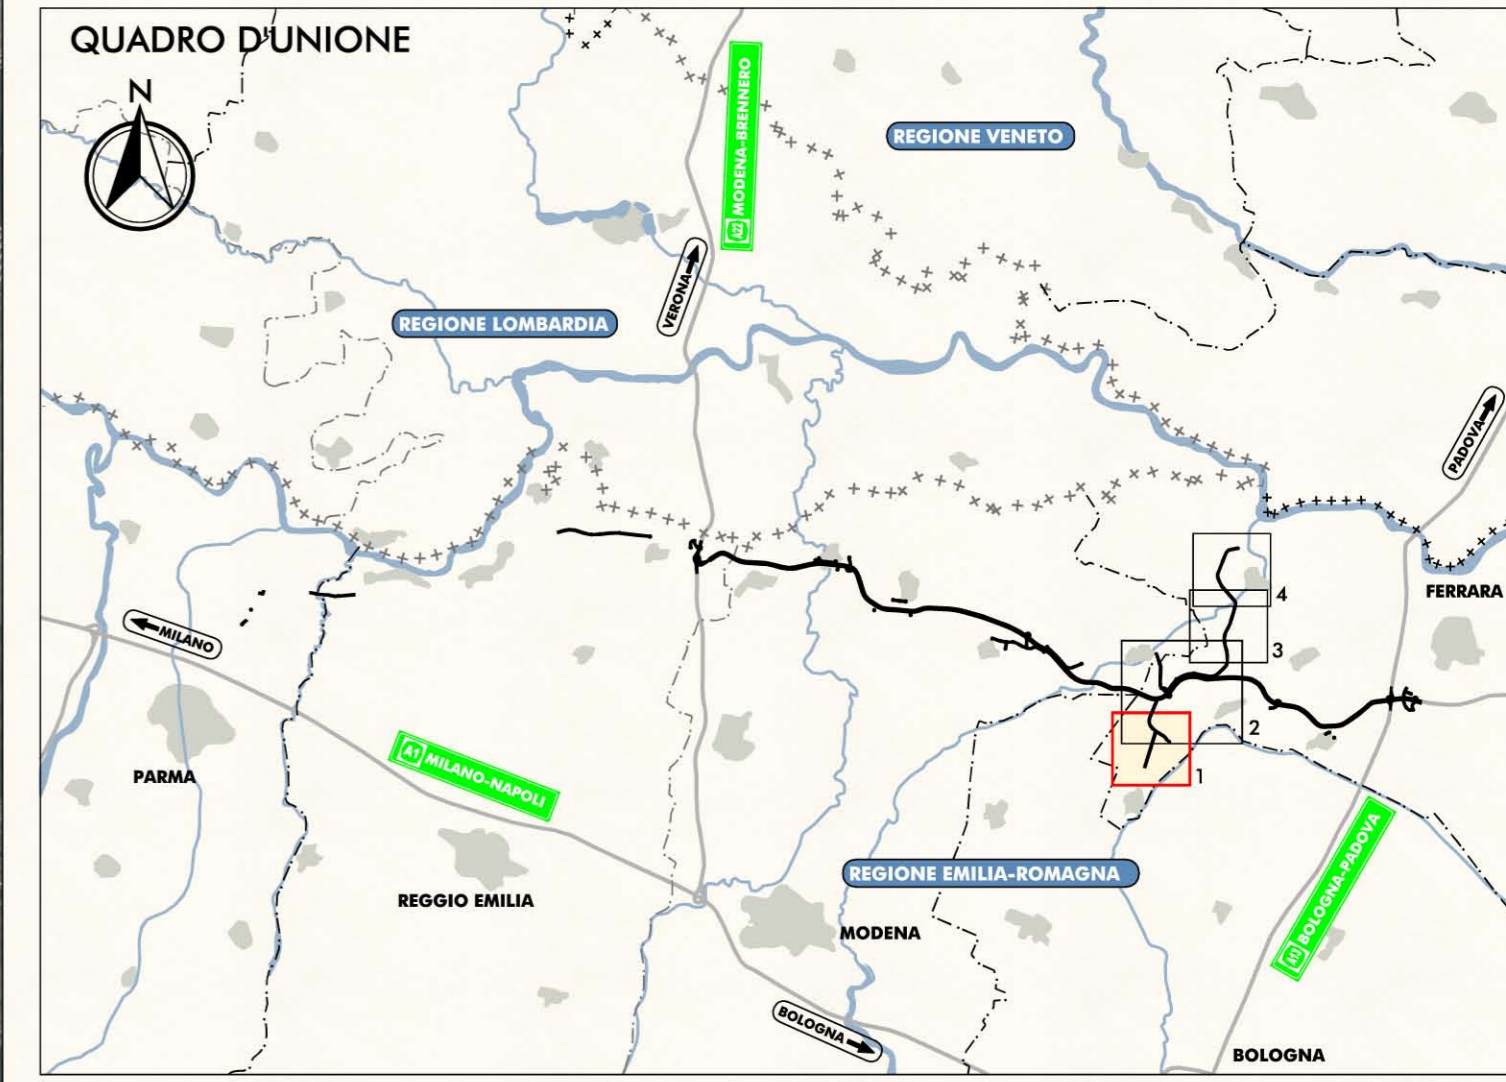 QUADRO D'UNIONE
N
A22 MODENA-BRENNERO
REGIONE VENETO
VERONA
REGIONE LOMBARDIA
PADOVA
MILANO
FERRARA
4
3
2
1
PARMA
A1 MILANO-NAPOLI
REGGIO EMILIA
REGIONE EMILIA-ROMAGNA
MODENA
A13 BOLOGNA-PADOVA
BOLOGNA
BOLOGNA